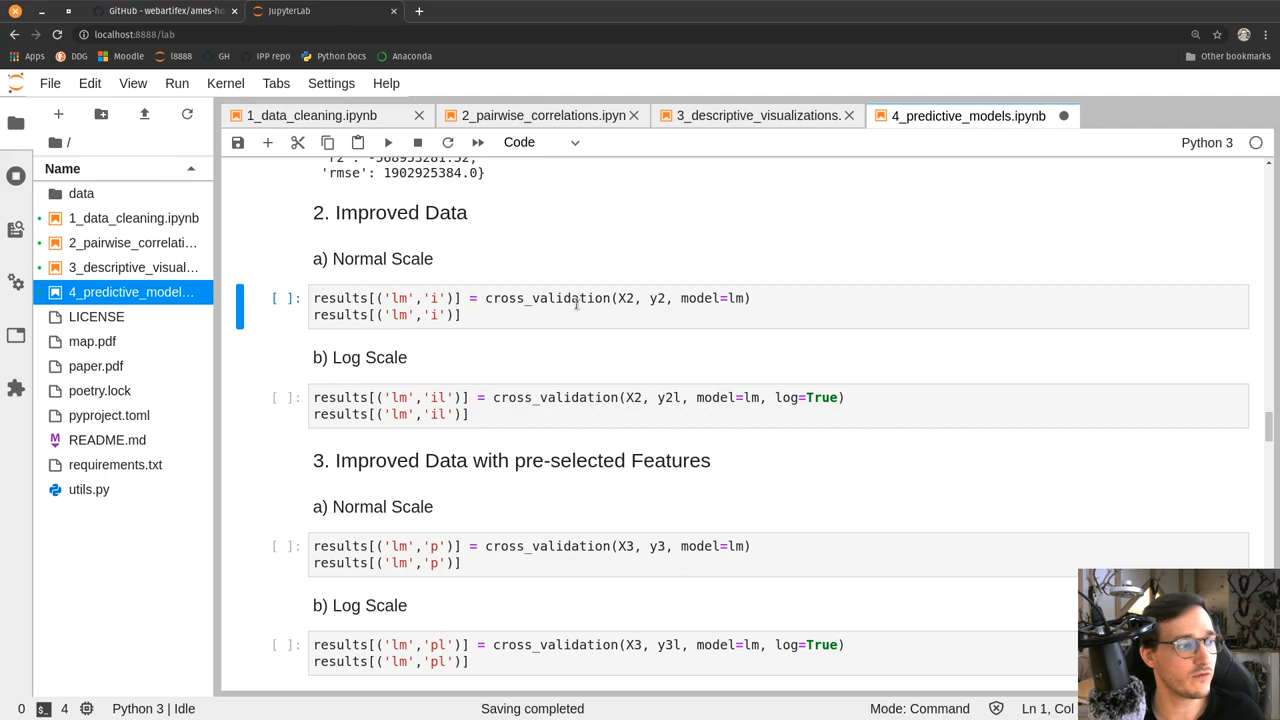 GitHub - webartifex/ames-ho
JupyterLab
localhost:8888/lab
Apps
DDG
Moodle
l8888
GH
IPP repo
Python Docs
Anaconda
Other bookmarks
File
Edit
View
Run
Kernel
Tabs
Settings
Help
1_data_cleaning.ipynb
2_pairwise_correlations.ipyn
3_descriptive_visualizations.
4_predictive_models.ipynb
Code
Python 3
/
Name
data
1_data_cleaning.ipynb
2_pairwise_correlati...
3_descriptive_visual...
4_predictive_model...
LICENSE
map.pdf
paper.pdf
poetry.lock
pyproject.toml
README.md
requirements.txt
utils.py
'rmse': 1902925384.0}
2. Improved Data
a) Normal Scale
[ ]: results[('lm','i')] = cross_validation(X2, y2, model=lm)
results[('lm','i')]
b) Log Scale
[ ]: results[('lm','il')] = cross_validation(X2, y2l, model=lm, log=True)
results[('lm','il')]
3. Improved Data with pre-selected Features
a) Normal Scale
[ ]: results[('lm','p')] = cross_validation(X3, y3, model=lm)
results[('lm','p')]
b) Log Scale
[ ]: results[('lm','pl')] = cross_validation(X3, y3l, model=lm, log=True)
results[('lm','pl')]
0
4
Python 3 | Idle
Saving completed
Mode: Command
Ln 1, Col